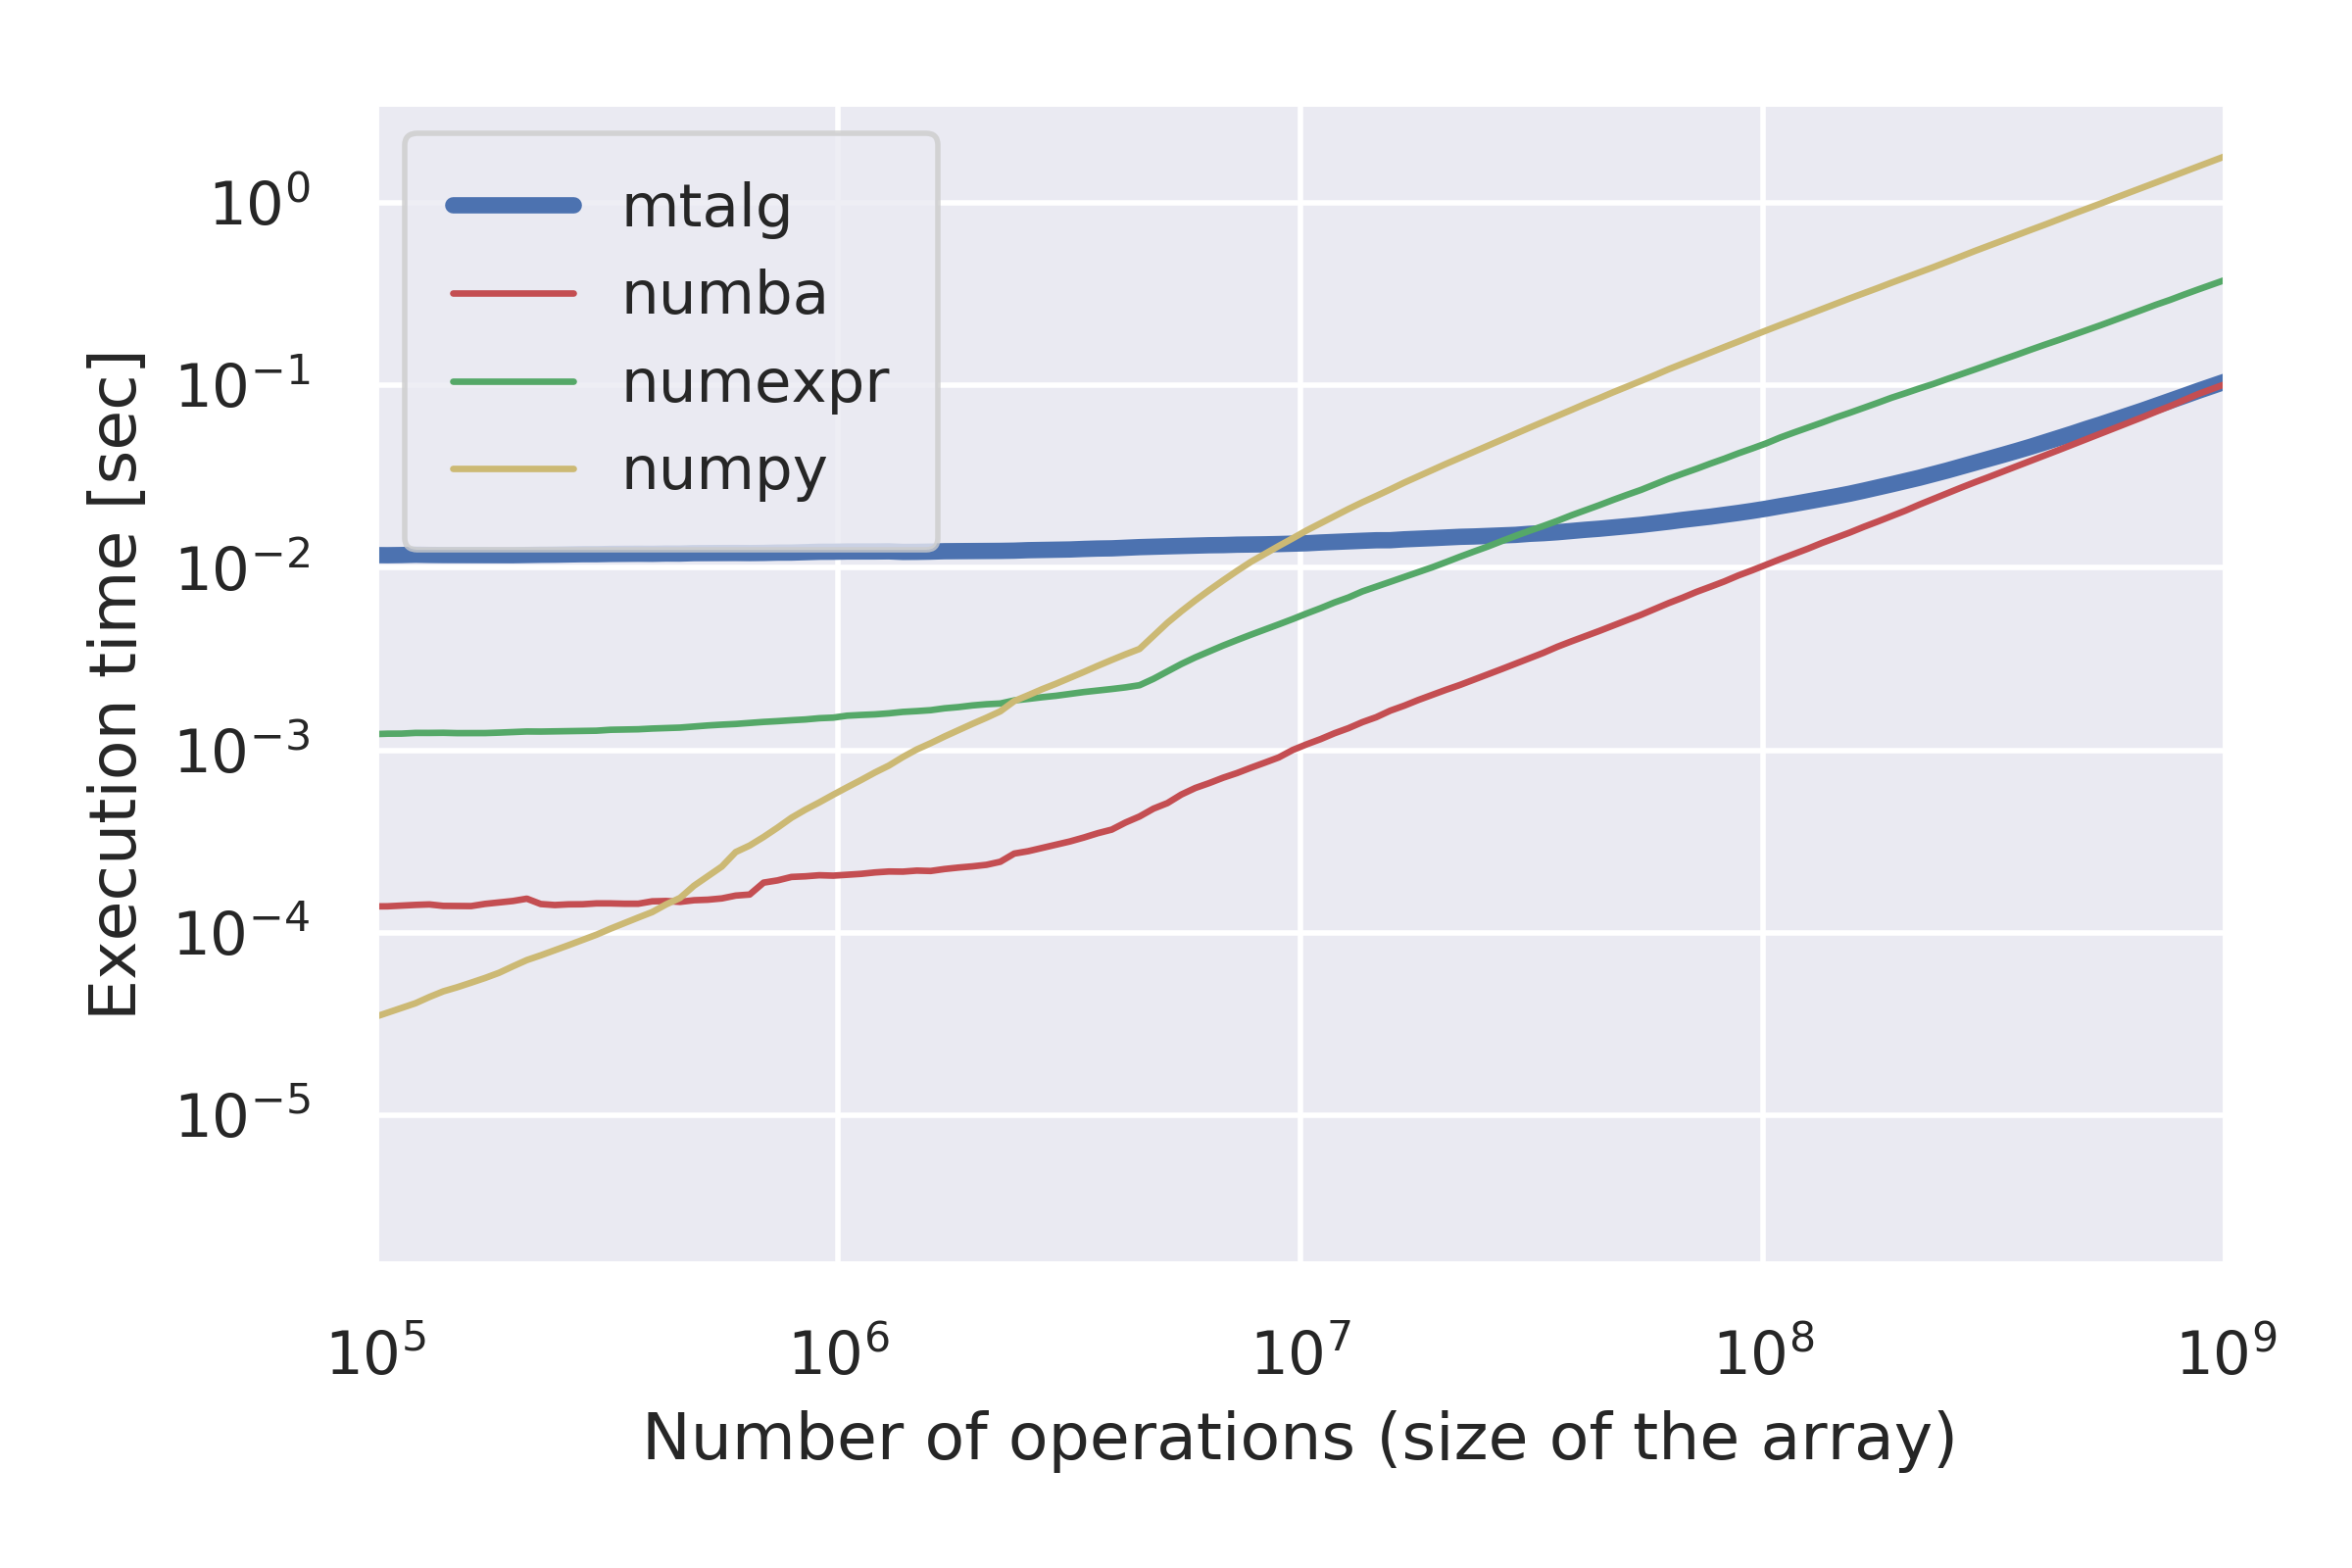 mtalg
numba
numexpr
numpy
Execution time [sec]
10⁰
10⁻¹
10⁻²
10⁻³
10⁻⁴
10⁻⁵
10⁵ 10⁶ 10⁷ 10⁸ 10⁹
Number of operations (size of the array)